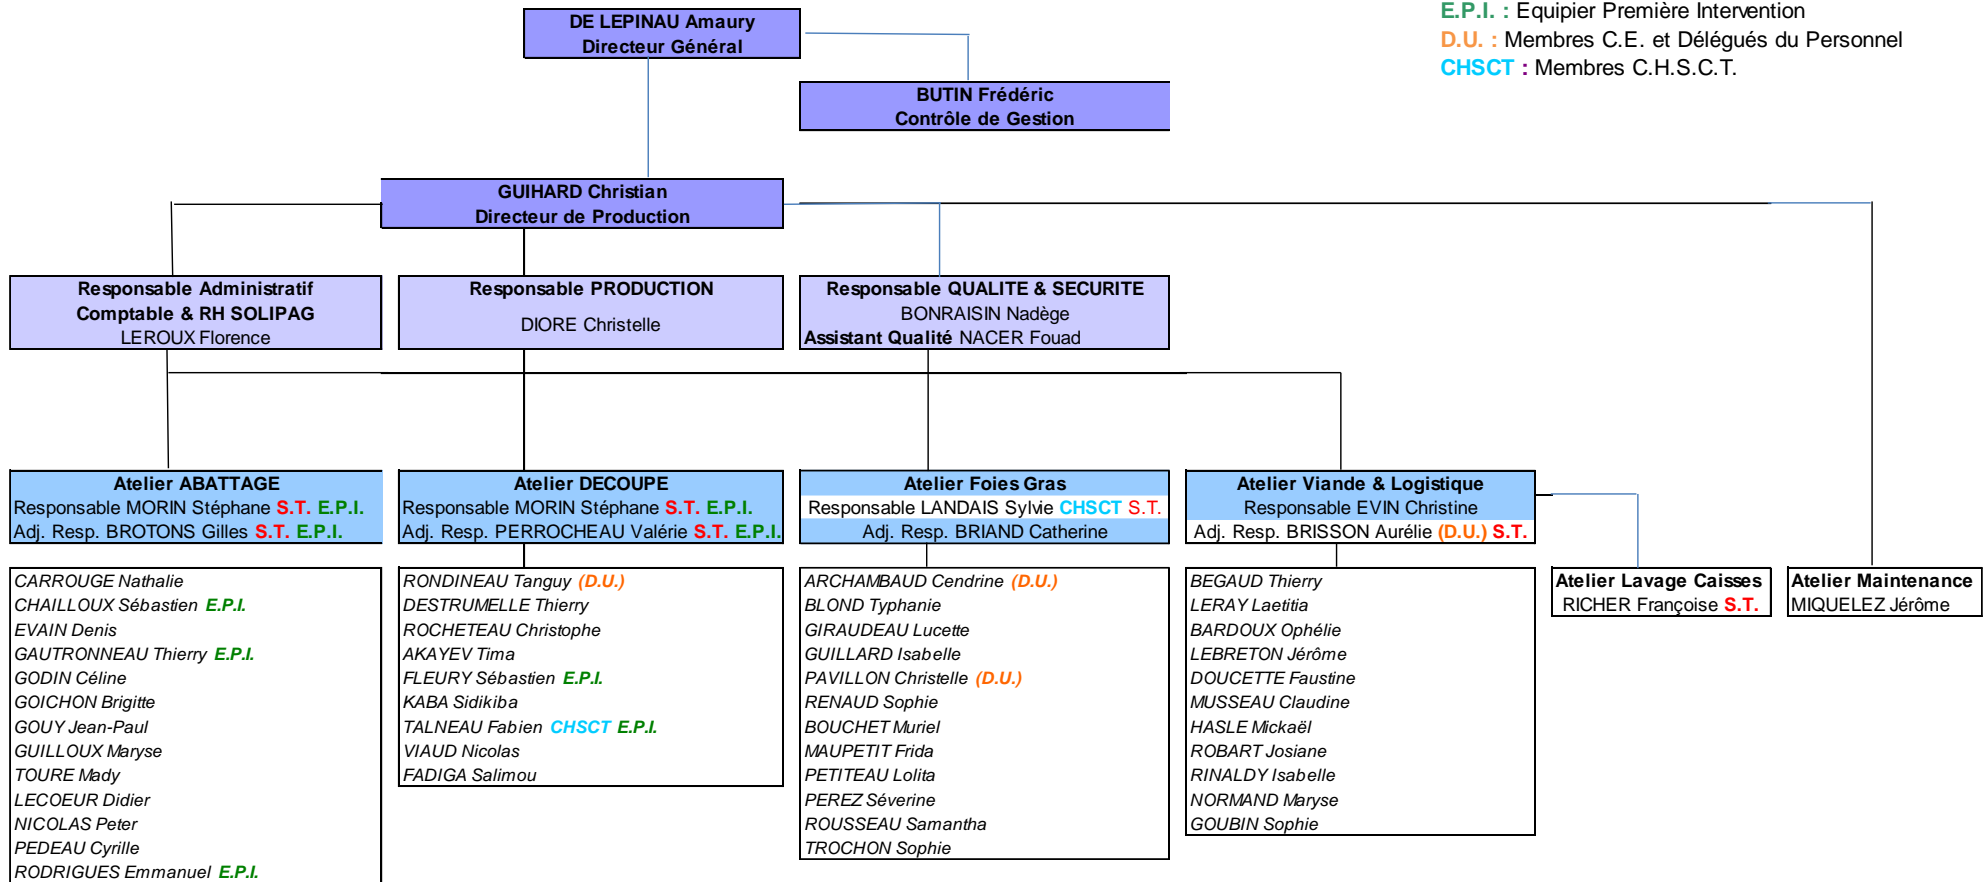 E.P.I. : Equipier Première Intervention
D.U. : Membres C.E. et Délégués du Personnel
CHSCT : Membres C.H.S.C.T.
DE LEPINAU Amaury
Directeur Général
BUTIN Frédéric
Contrôle de Gestion
GUIHARD Christian
Directeur de Production
Responsable Administratif
Comptable & RH SOLIPAG
LEROUX Florence
Responsable PRODUCTION
DIORE Christelle
Responsable QUALITE & SECURITE
BONRAISIN Nadège
Assistant Qualité NACER Fouad
Atelier ABATTAGE
Responsable MORIN Stéphane S.T. E.P.I.
Adj. Resp. BROTONS Gilles S.T. E.P.I.
Atelier DECOUPE
Responsable MORIN Stéphane S.T. E.P.I.
Adj. Resp. PERROCHEAU Valérie S.T. E.P.I.
Atelier Foies Gras
Responsable LANDAIS Sylvie CHSCT S.T.
Adj. Resp. BRIAND Catherine
Atelier Viande & Logistique
Responsable EVIN Christine
Adj. Resp. BRISSON Aurélie (D.U.) S.T.
CARROUGE Nathalie
CHAILLOUX Sébastien E.P.I.
EVAIN Denis
GAUTRONNEAU Thierry E.P.I.
GODIN Céline
GOICHON Brigitte
GOUY Jean-Paul
GUILLOUX Maryse
TOURE Mady
LECOEUR Didier
NICOLAS Peter
PEDEAU Cyrille
RODRIGUES Emmanuel E.P.I.
RONDINEAU Tanguy (D.U.)
DESTRUMELLE Thierry
ROCHETEAU Christophe
AKAYEV Tima
FLEURY Sébastien E.P.I.
KABA Sidikiba
TALNEAU Fabien CHSCT E.P.I.
VIAUD Nicolas
FADIGA Salimou
ARCHAMBAUD Cendrine (D.U.)
BLOND Typhanie
GIRAUDEAU Lucette
GUILLARD Isabelle
PAVILLON Christelle (D.U.)
RENAUD Sophie
BOUCHET Muriel
MAUPETIT Frida
PETITEAU Lolita
PEREZ Séverine
ROUSSEAU Samantha
TROCHON Sophie
BEGAUD Thierry
LERAY Laetitia
BARDOUX Ophélie
LEBRETON Jérôme
DOUCETTE Faustine
MUSSEAU Claudine
HASLE Mickaël
ROBART Josiane
RINALDY Isabelle
NORMAND Maryse
GOUBIN Sophie
Atelier Lavage Caisses
RICHER Françoise S.T.
Atelier Maintenance
MIQUELEZ Jérôme